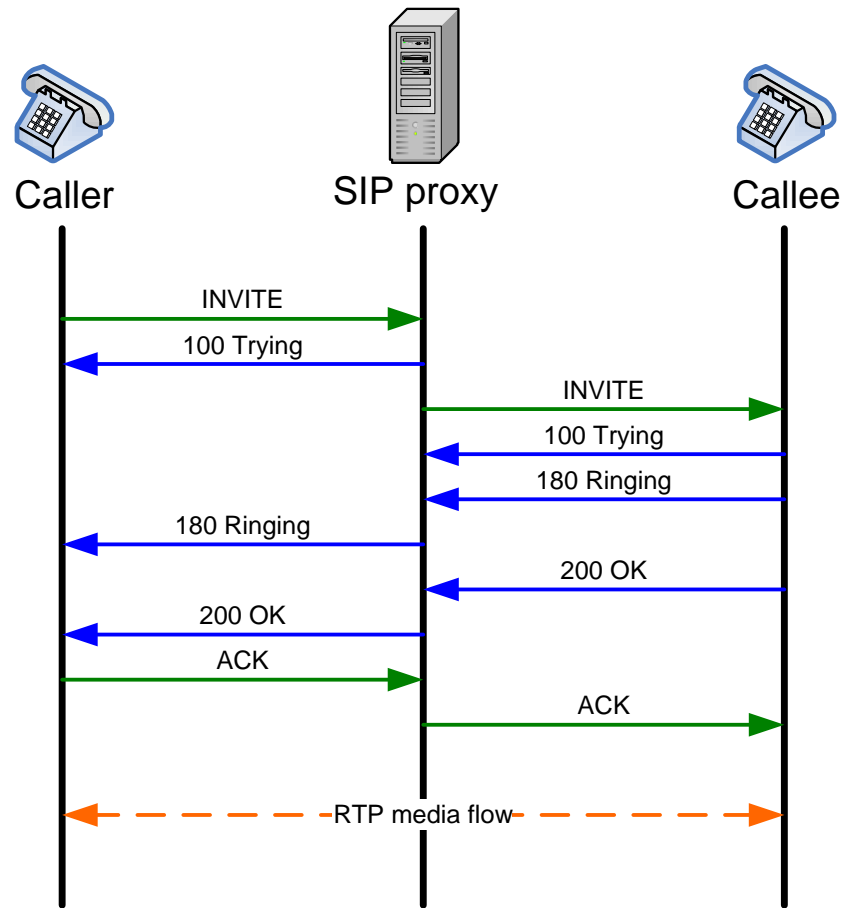 Caller
SIP proxy
Callee
INVITE
100 Trying
INVITE
100 Trying
180 Ringing
180 Ringing
200 OK
200 OK
ACK
ACK
RTP media flow